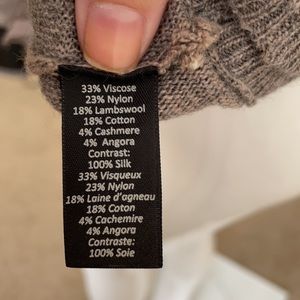 33% Viscose
23% Nylon
18% Lambswool
18% Cotton
4% Cashmere
4% Angora
Contrast:
100% Silk
33% Visqueux
23% Nylon
18% Laine d'agneau
18% Coton
4% Cachemire
4% Angora
Contraste:
100% Soie